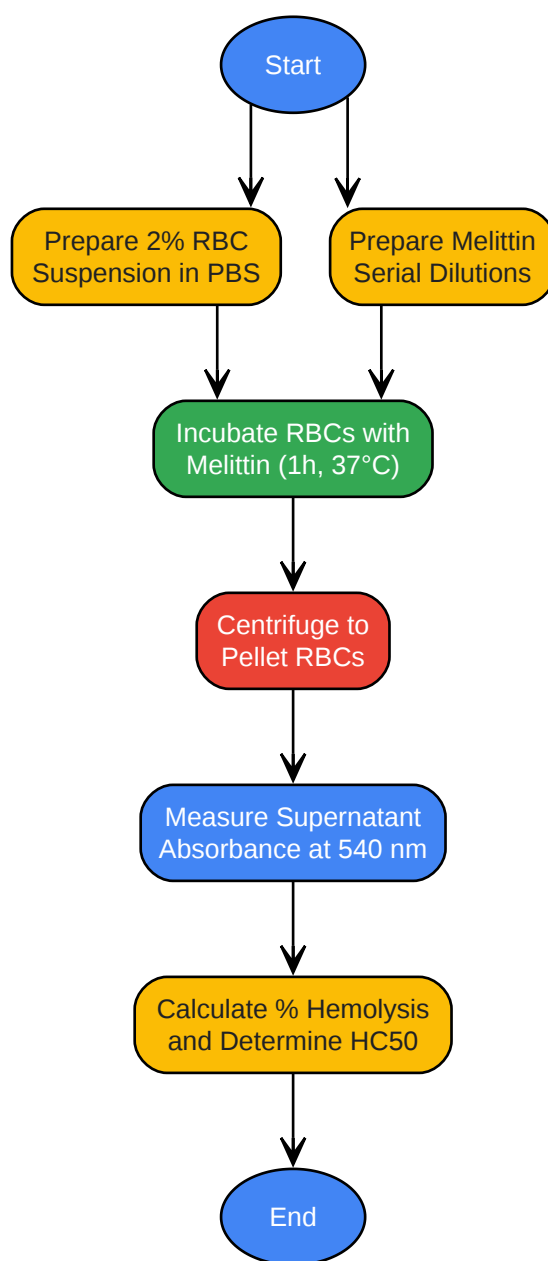 Start
Prepare 2% RBC
Suspension in PBS
Prepare Melittin
Serial Dilutions
Incubate RBCs with
Melittin (1h, 37°C)
Centrifuge to
Pellet RBCs
Measure Supernatant
Absorbance at 540 nm
Calculate % Hemolysis
and Determine HC50
End